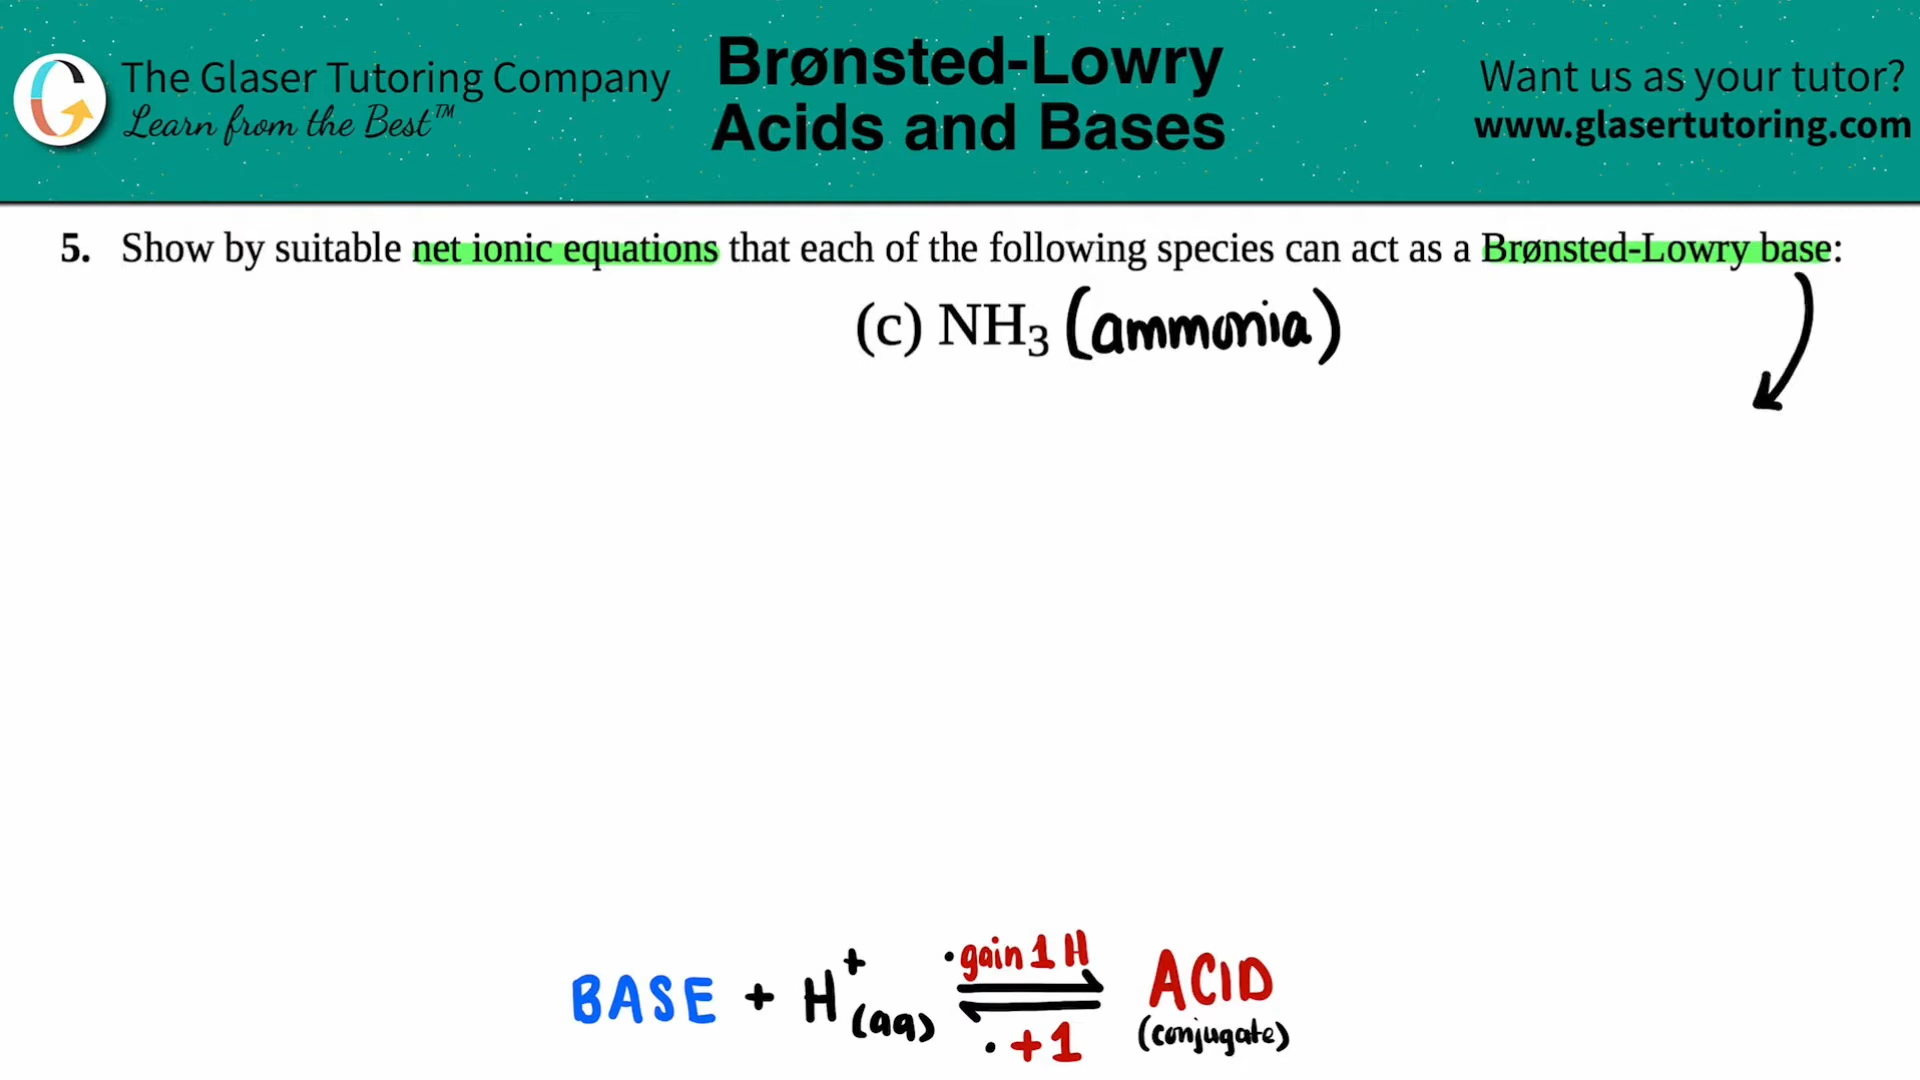 The Glaser Tutoring Company
Learn from the Best™
Brønsted-Lowry
Acids and Bases
Want us as your tutor?
www.glasertutoring.com
5. Show by suitable net ionic equations that each of the following species can act as a Brønsted-Lowry base:
(c) NH₃ (ammonia)
BASE + H⁺(aq) ⇌ ACID
• gain 1 H
• +1
(conjugate)